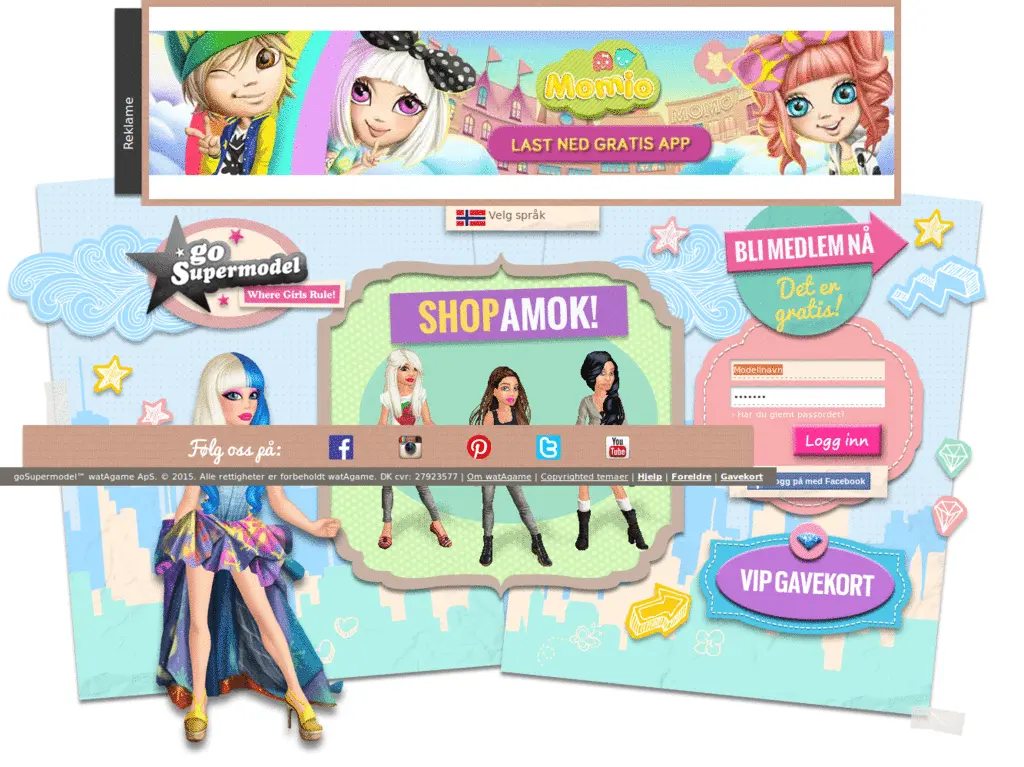 Reklame
Momio
MOMO
LAST NED GRATIS APP
Velg språk
go
Supermodel
Where Girls Rule!
BLI MEDLEM NÅ
Det er
gratis!
SHOPAMOK!
Modellnavn
•••••••
› Har du glemt passordet?
Logg inn
Følg oss på:
You
Tube
goSupermodel™ watAgame ApS. © 2015. Alle rettigheter er forbeholdt watAgame. DK cvr: 27923577 | Om watAgame | Copyrighted temaer | Hjelp | Foreldre | Gavekort
ogg på med Facebook
VIP GAVEKORT